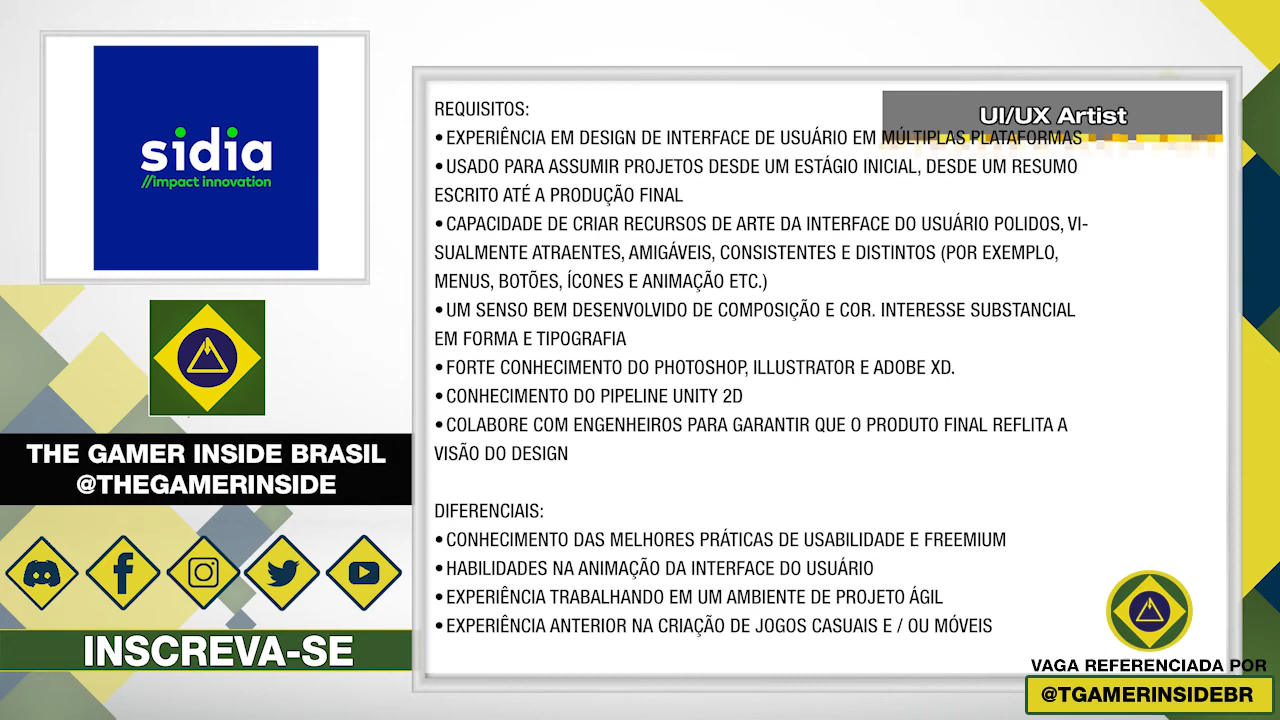 sidia
//impact innovation
THE GAMER INSIDE BRASIL
@THEGAMERINSIDE
INSCREVA-SE
UI/UX Artist
REQUISITOS:
• EXPERIÊNCIA EM DESIGN DE INTERFACE DE USUÁRIO EM MÚLTIPLAS PLATAFORMAS
• USADO PARA ASSUMIR PROJETOS DESDE UM ESTÁGIO INICIAL, DESDE UM RESUMO
ESCRITO ATÉ A PRODUÇÃO FINAL
• CAPACIDADE DE CRIAR RECURSOS DE ARTE DA INTERFACE DO USUÁRIO POLIDOS, VI-
SUALMENTE ATRAENTES, AMIGÁVEIS, CONSISTENTES E DISTINTOS (POR EXEMPLO,
MENUS, BOTÕES, ÍCONES E ANIMAÇÃO ETC.)
• UM SENSO BEM DESENVOLVIDO DE COMPOSIÇÃO E COR. INTERESSE SUBSTANCIAL
EM FORMA E TIPOGRAFIA
• FORTE CONHECIMENTO DO PHOTOSHOP, ILLUSTRATOR E ADOBE XD.
• CONHECIMENTO DO PIPELINE UNITY 2D
• COLABORE COM ENGENHEIROS PARA GARANTIR QUE O PRODUTO FINAL REFLITA A
VISÃO DO DESIGN
DIFERENCIAIS:
• CONHECIMENTO DAS MELHORES PRÁTICAS DE USABILIDADE E FREEMIUM
• HABILIDADES NA ANIMAÇÃO DA INTERFACE DO USUÁRIO
• EXPERIÊNCIA TRABALHANDO EM UM AMBIENTE DE PROJETO ÁGIL
• EXPERIÊNCIA ANTERIOR NA CRIAÇÃO DE JOGOS CASUAIS E / OU MÓVEIS
VAGA REFERENCIADA POR
@TGAMERINSIDEBR